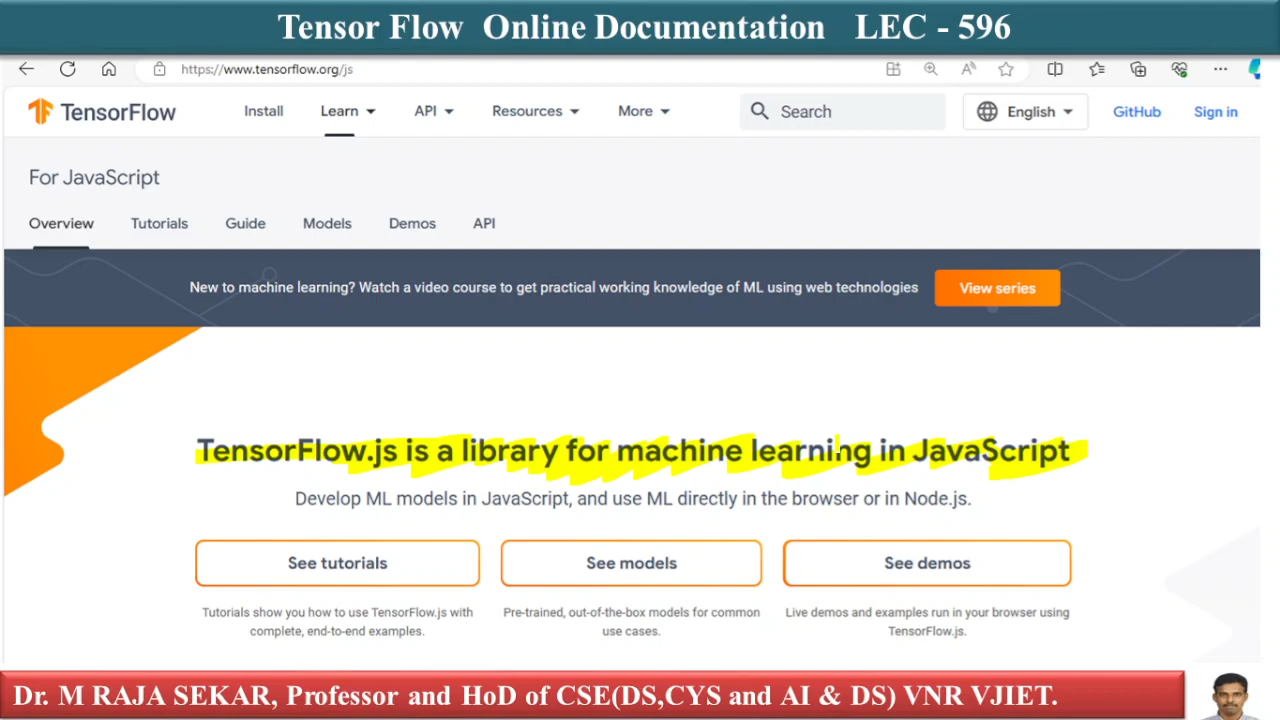 Tensor Flow Online Documentation LEC - 596
https://www.tensorflow.org/js
TensorFlow Install Learn API Resources More Search English GitHub Sign in
For JavaScript
Overview Tutorials Guide Models Demos API
New to machine learning? Watch a video course to get practical working knowledge of ML using web technologies View series
TensorFlow.js is a library for machine learning in JavaScript
Develop ML models in JavaScript, and use ML directly in the browser or in Node.js.
See tutorials See models See demos
Tutorials show you how to use TensorFlow.js with
complete, end-to-end examples.
Pre-trained, out-of-the-box models for common
use cases.
Live demos and examples run in your browser using
TensorFlow.js.
Dr. M RAJA SEKAR, Professor and HoD of CSE(DS,CYS and AI & DS) VNR VJIET.